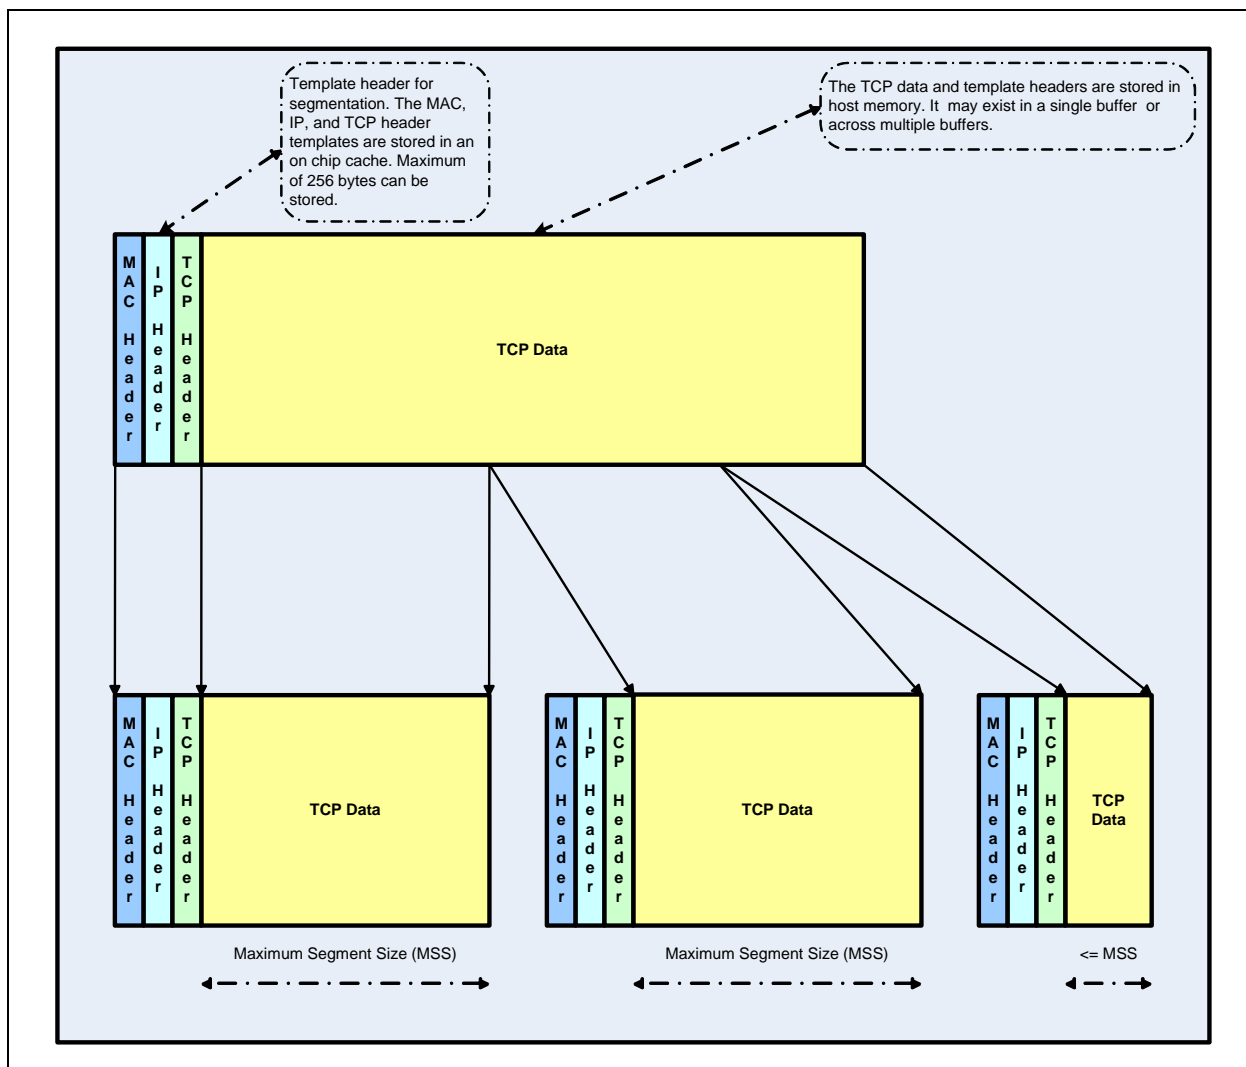 Template header for
segmentation. The MAC,
IP, and TCP header
templates are stored in an
on chip cache. Maximum
of 256 bytes can be
stored.
The TCP data and template headers are stored in
host memory. It may exist in a single buffer or
across multiple buffers.
MAC Header
IP Header
TCP Header
TCP Data
MAC Header
IP Header
TCP Header
TCP Data
MAC Header
IP Header
TCP Header
TCP Data
MAC Header
IP Header
TCP Header
TCP
Data
Maximum Segment Size (MSS)
Maximum Segment Size (MSS)
<= MSS